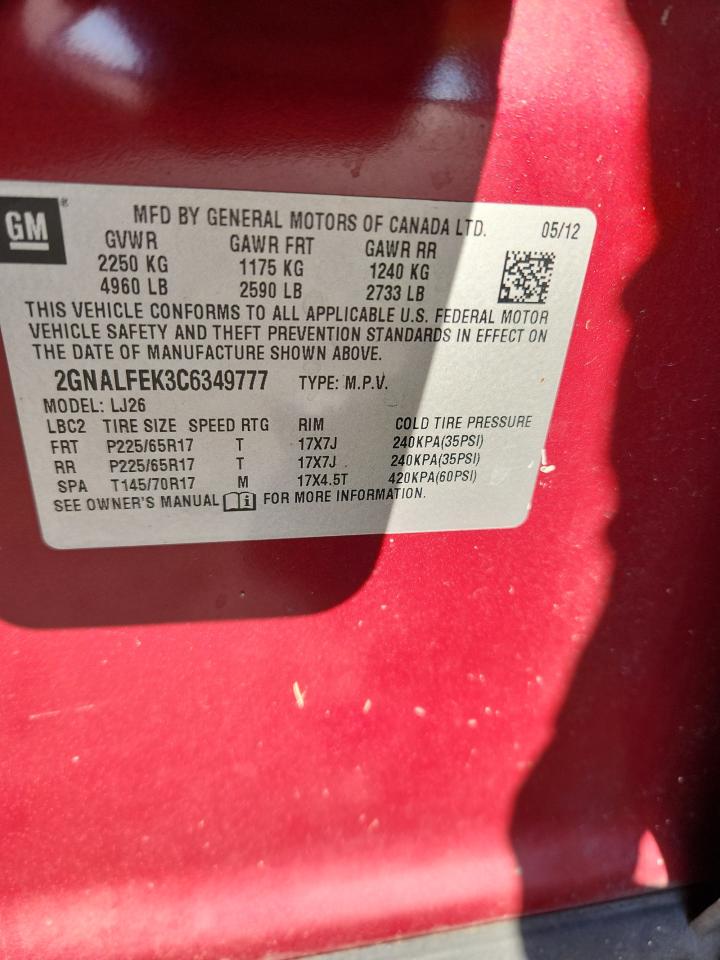 GM ®
MFD BY GENERAL MOTORS OF CANADA LTD. 05/12
GVWR GAWR FRT GAWR RR
2250 KG 1175 KG 1240 KG
4960 LB 2590 LB 2733 LB
THIS VEHICLE CONFORMS TO ALL APPLICABLE U.S. FEDERAL MOTOR
VEHICLE SAFETY AND THEFT PREVENTION STANDARDS IN EFFECT ON
THE DATE OF MANUFACTURE SHOWN ABOVE.
2GNALFEK3C6349777 TYPE: M.P.V.
MODEL: LJ26
LBC2 TIRE SIZE SPEED RTG RIM COLD TIRE PRESSURE
FRT P225/65R17 T 17X7J 240KPA(35PSI)
RR P225/65R17 T 17X7J 240KPA(35PSI)
SPA T145/70R17 M 17X4.5T 420KPA(60PSI)
SEE OWNER'S MANUAL FOR MORE INFORMATION.